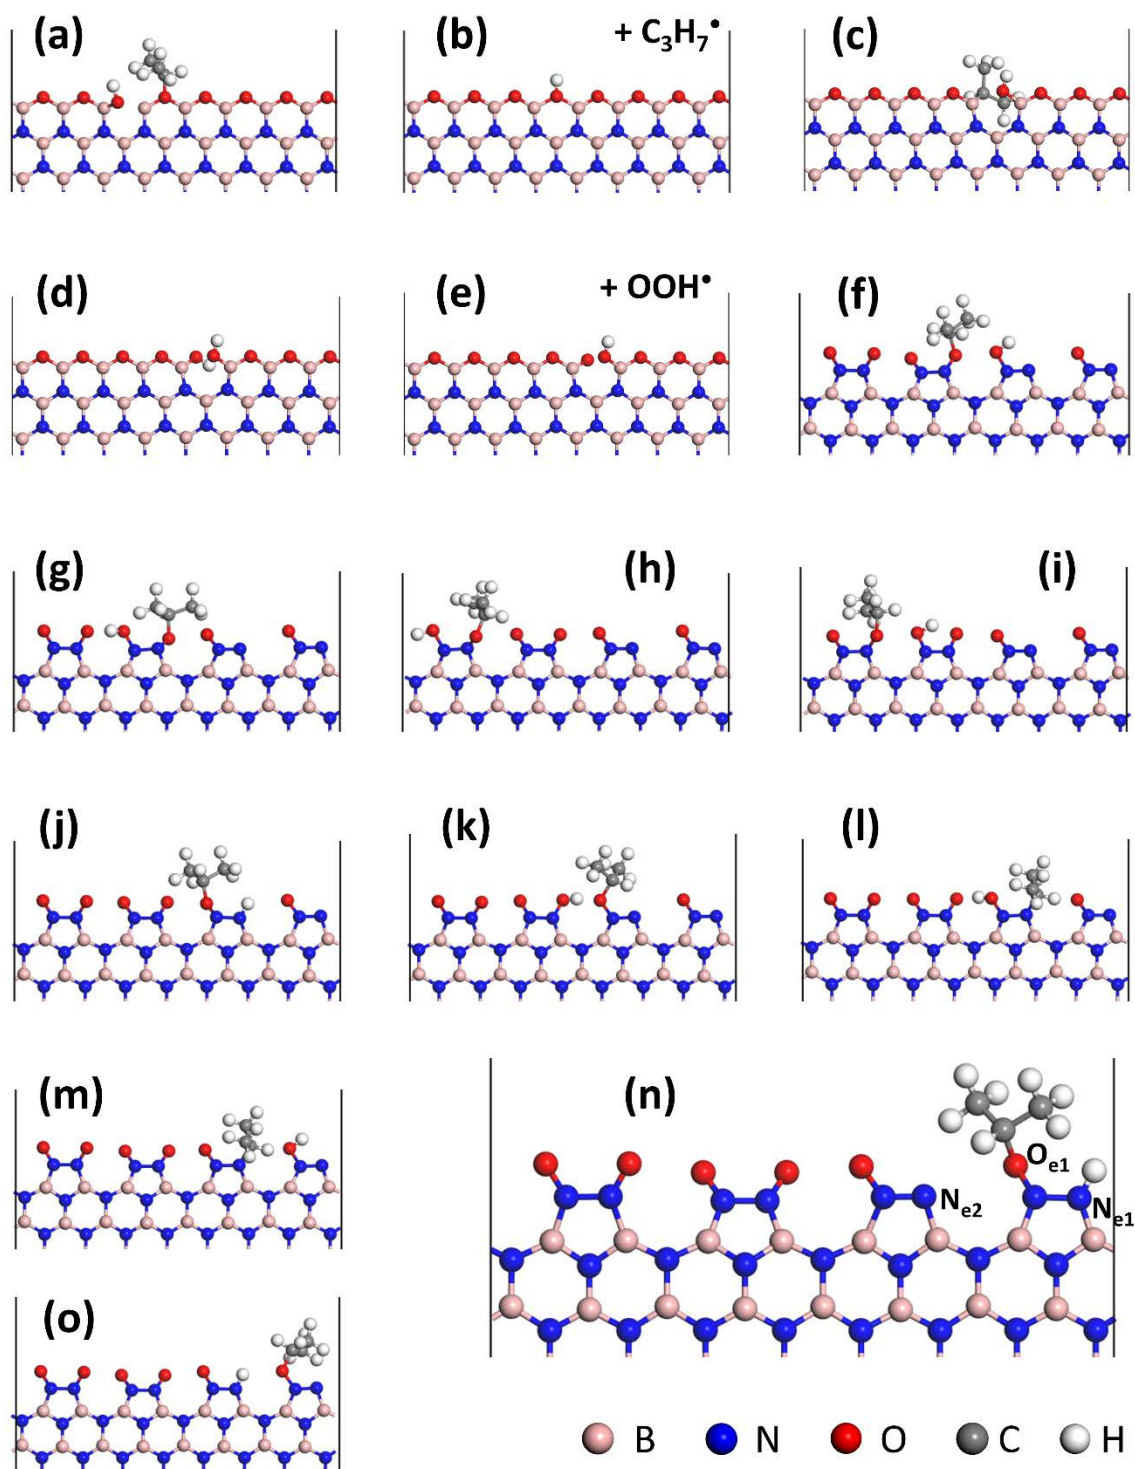 (a)
(b)
+ C₃H₇•
(c)
(d)
(e)
+ OOH•
(f)
(g)
(h)
(i)
(j)
(k)
(l)
(m)
(n)
Oₑ₁
Nₑ₂
Nₑ₁
(o)
B N O C H